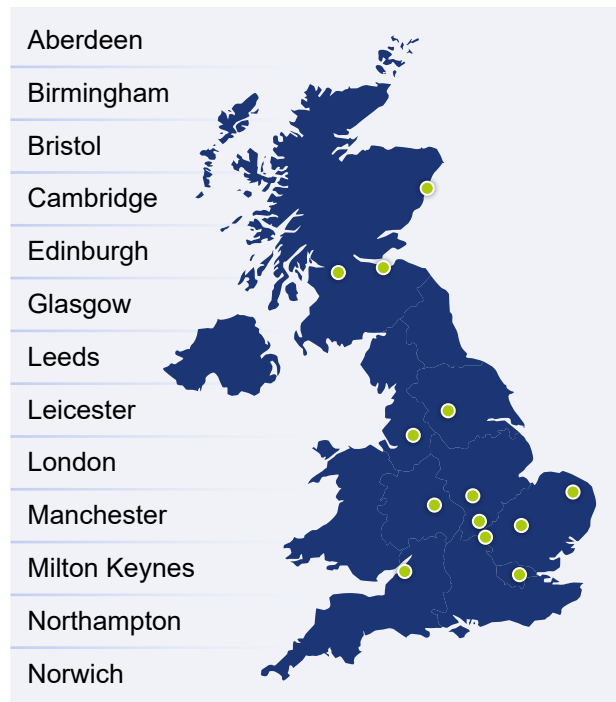 Aberdeen
Birmingham
Bristol
Cambridge
Edinburgh
Glasgow
Leeds
Leicester
London
Manchester
Milton Keynes
Northampton
Norwich